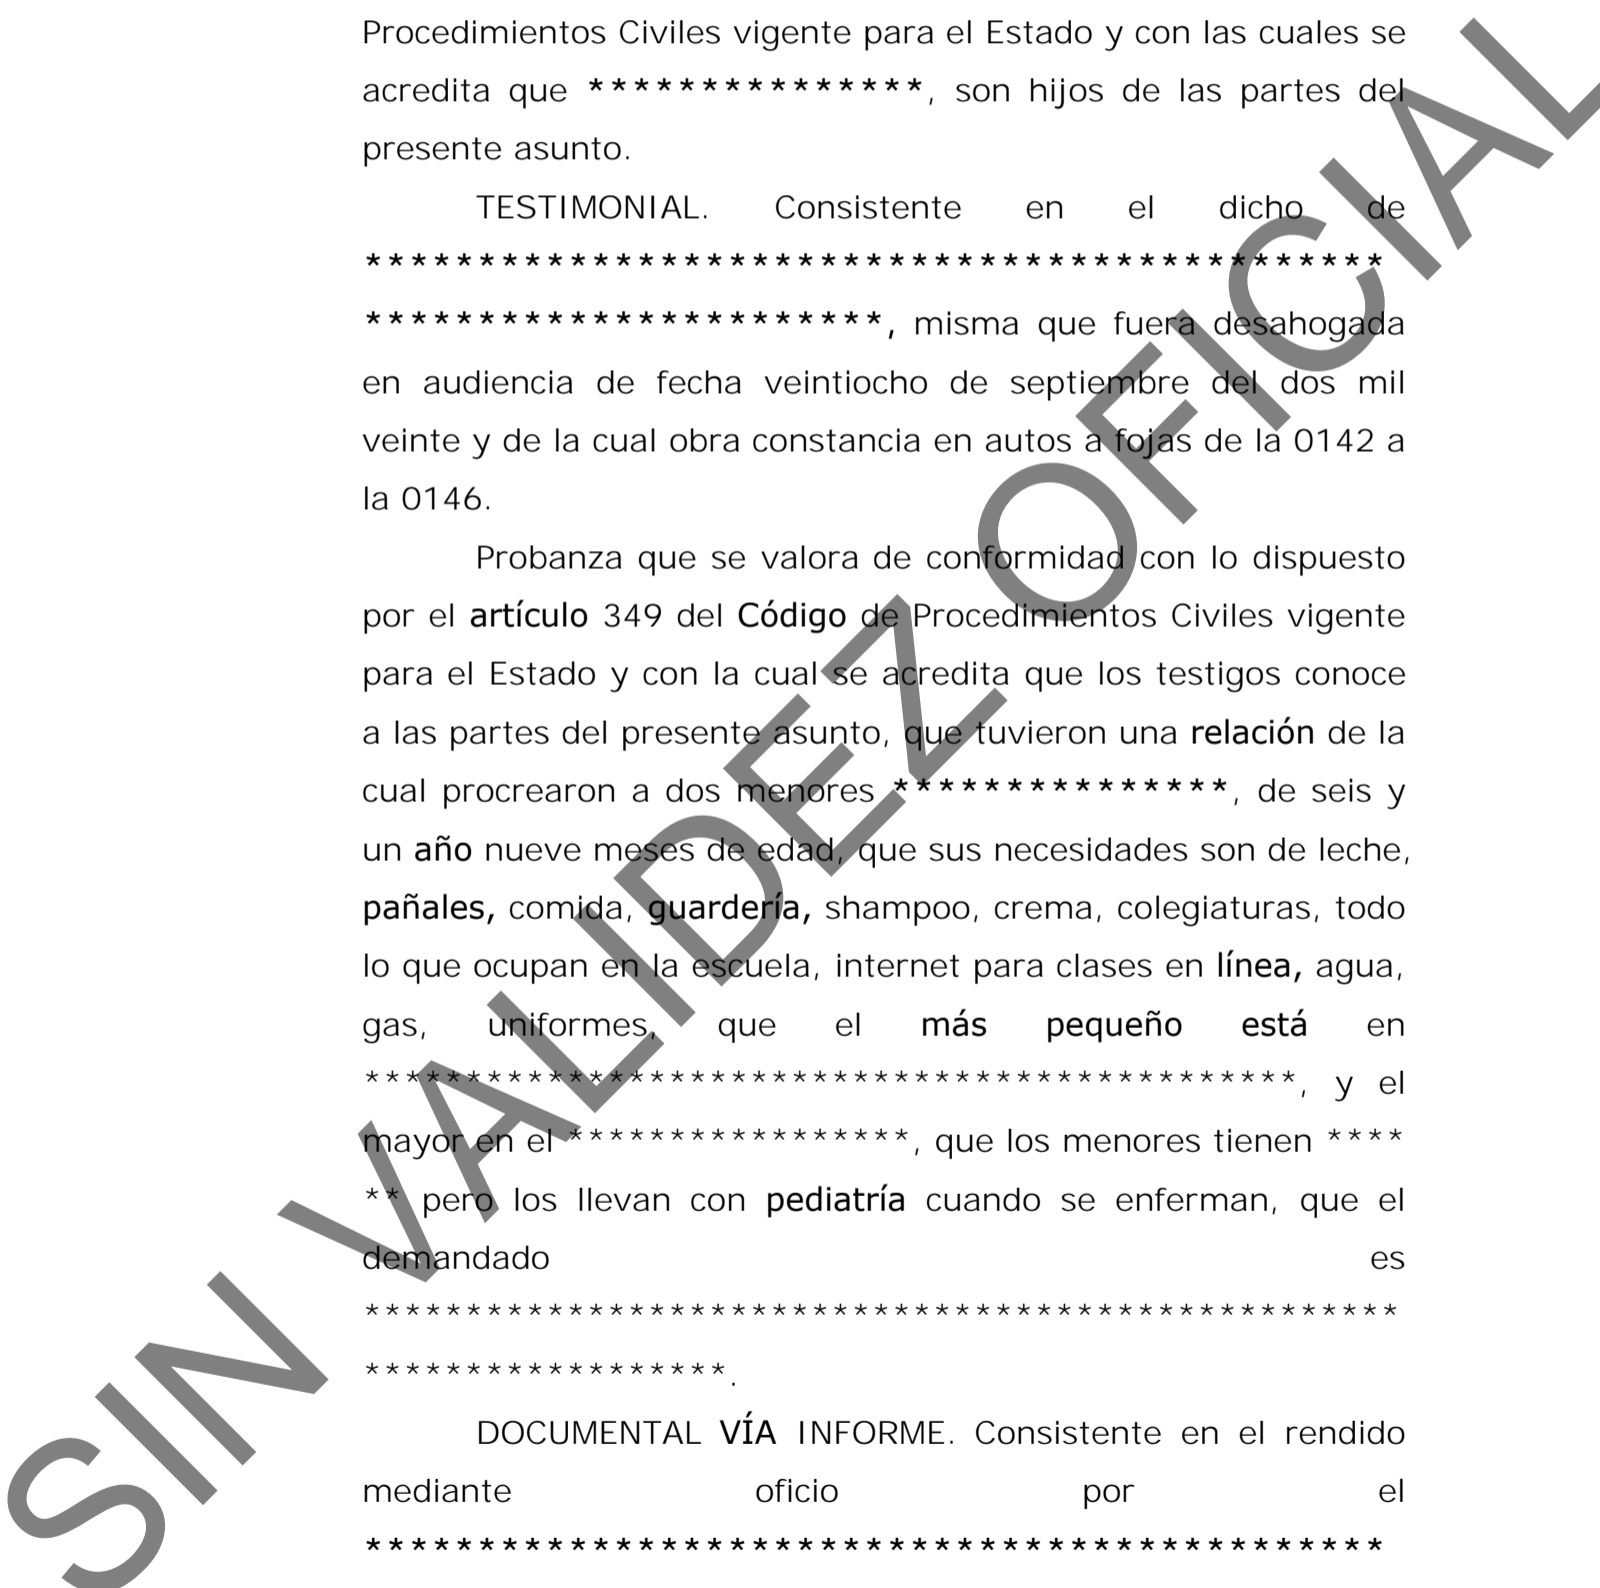 Procedimientos Civiles vigente para el Estado y con las cuales se
acredita que ***************, son hijos de las partes del
presente asunto.
TESTIMONIAL. Consistente en el dicho de
*********************************************
***********************, misma que fuera desahogada
en audiencia de fecha veintiocho de septiembre del dos mil
veinte y de la cual obra constancia en autos a fojas de la 0142 a
la 0146.
Probanza que se valora de conformidad con lo dispuesto
por el artículo 349 del Código de Procedimientos Civiles vigente
para el Estado y con la cual se acredita que los testigos conoce
a las partes del presente asunto, que tuvieron una relación de la
cual procrearon a dos menores ***************, de seis y
un año nueve meses de edad, que sus necesidades son de leche,
pañales, comida, guardería, shampoo, crema, colegiaturas, todo
lo que ocupan en la escuela, internet para clases en línea, agua,
gas, uniformes, que el más pequeño está en
**********************************************, y el
mayor en el *****************, que los menores tienen ****
** pero los llevan con pediatría cuando se enferman, que el
demandado es
***************************************************
******************.
DOCUMENTAL VÍA INFORME. Consistente en el rendido
mediante oficio por el
*********************************************
SIN VALIDEZ OFICIAL